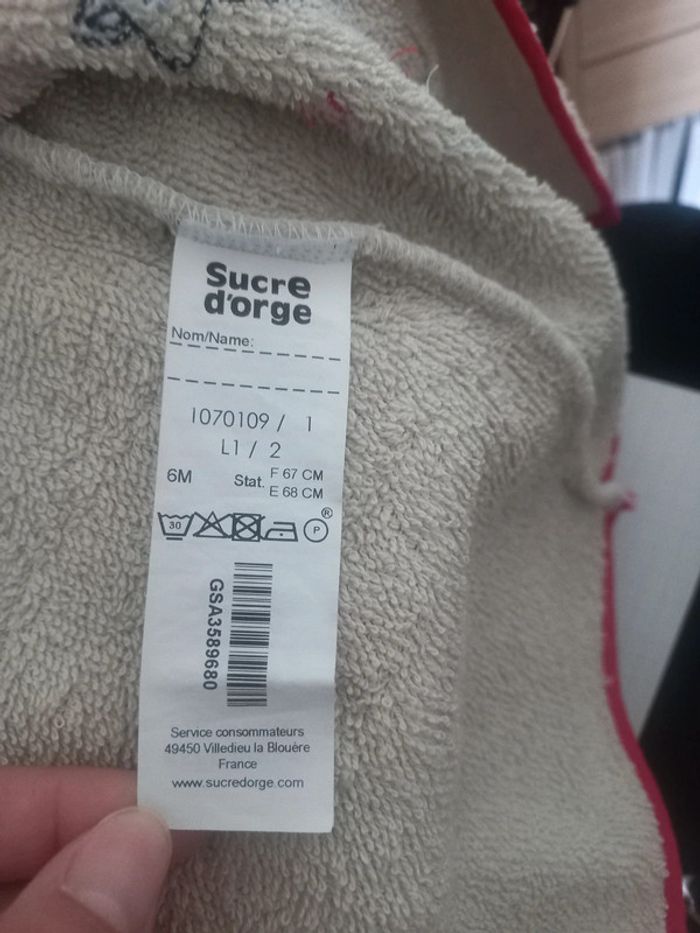 Sucre
d'orge
Nom/Name:
1070109 / 1
L1 / 2
6M Stat. F 67 CM
E 68 CM
30 P ®
GSA3589680
Service consommateurs
49450 Villedieu la Blouère
France
www.sucredorge.com